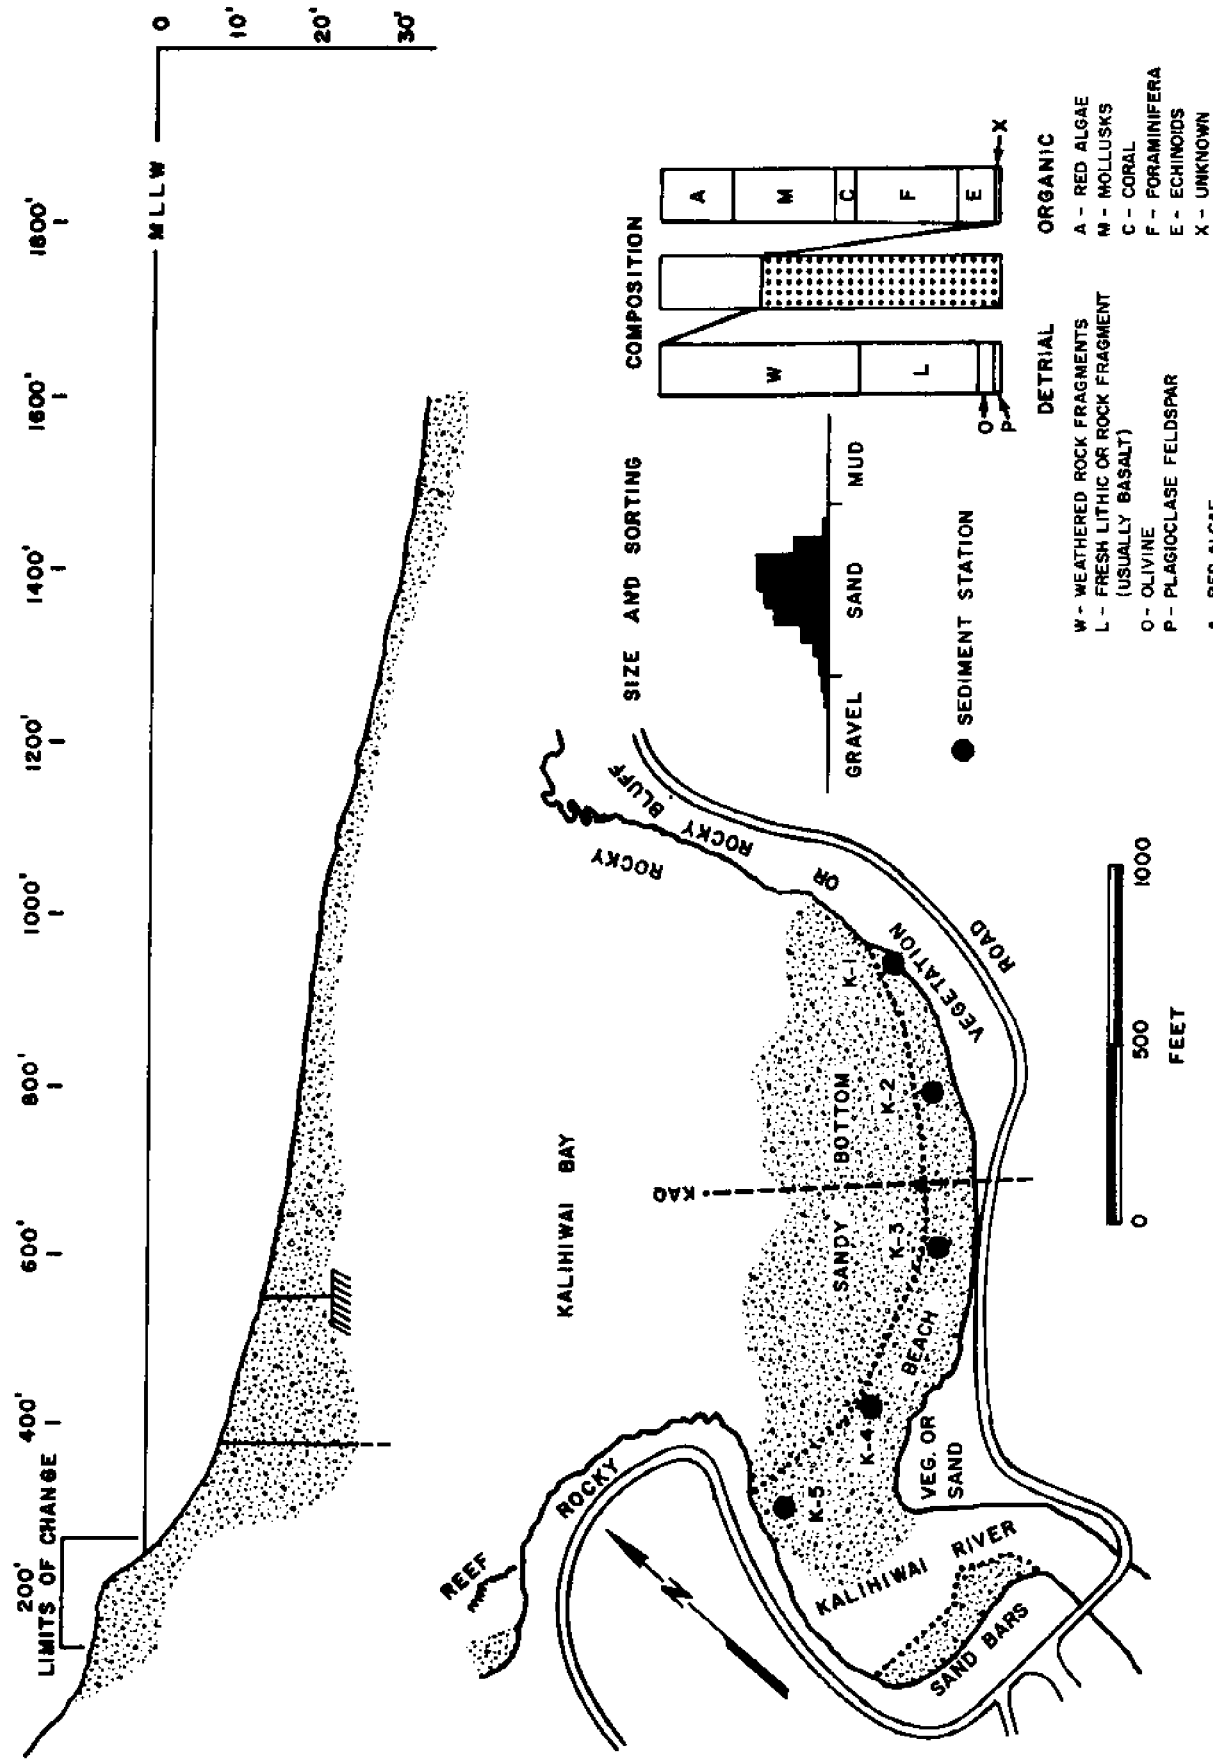 LIMITS OF CHANGE
200'
400'
600'
800'
1000'
1200'
1400'
1600'
1800'
MLLW
0
10'
20'
30'
REEF
ROCKY
KALIHIWAI BAY
ROCKY
ROCKY BLUFF
OR
VEGETATION
ROAD
KAQ
SANDY BOTTOM
BEACH
K-1
K-2
K-3
K-4
K-5
VEG. OR
SAND
KALIHIWAI RIVER
SAND BARS
N
0
500
1000
FEET
SIZE AND SORTING
GRAVEL
SAND
MUD
SEDIMENT STATION
COMPOSITION
W
L
O
P
A
M
C
F
E
X
DETRIAL
W - WEATHERED ROCK FRAGMENTS
L - FRESH LITHIC OR ROCK FRAGMENT
(USUALLY BASALT)
O - OLIVINE
P - PLAGIOCLASE FELDSPAR
ORGANIC
A - RED ALGAE
M - MOLLUSKS
C - CORAL
F - FORAMINIFERA
E - ECHINOIDS
X - UNKNOWN